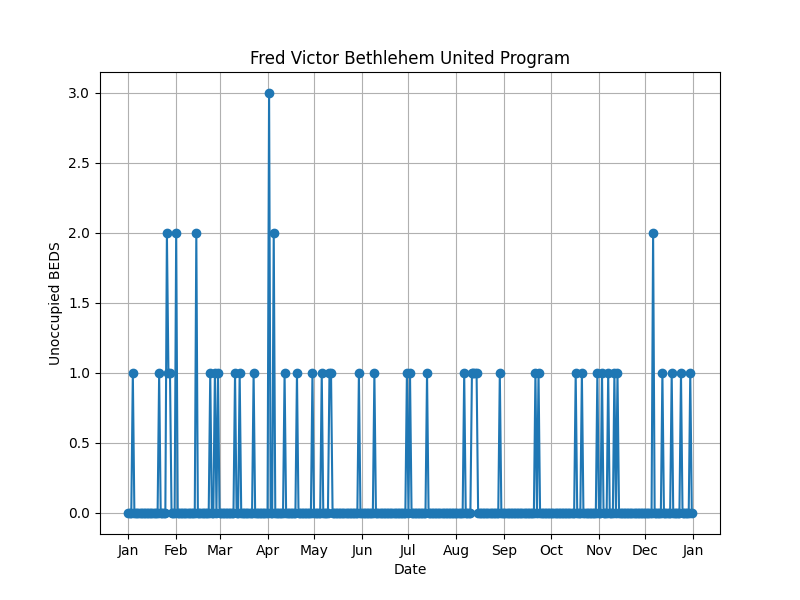 Fred Victor Bethlehem United Program
3.0
2.5
2.0
1.5
1.0
0.5
0.0
Unoccupied BEDS
Jan Feb Mar Apr May Jun Jul Aug Sep Oct Nov Dec Jan
Date